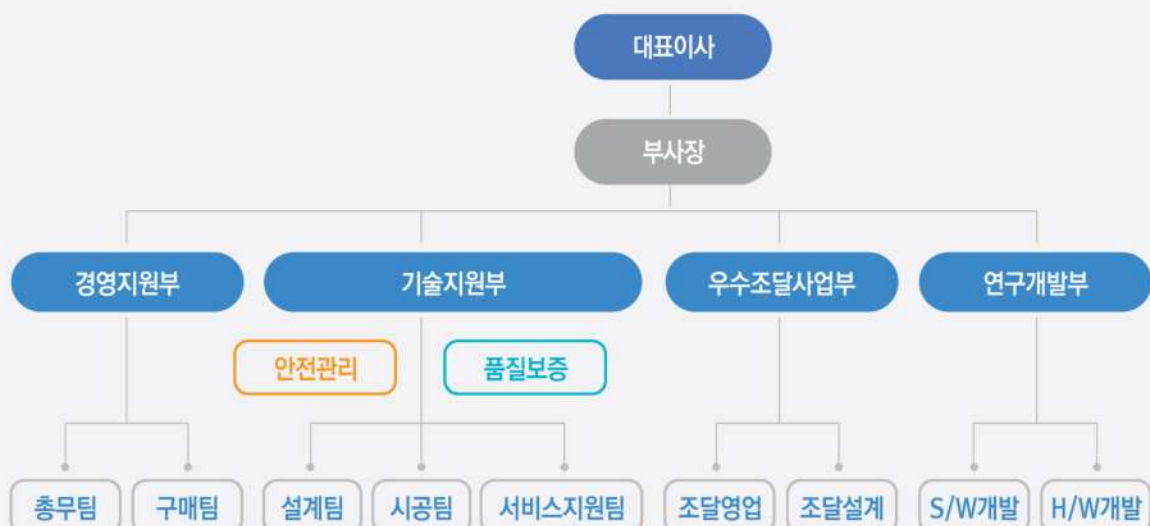 대표이사
부사장
경영지원부 기술지원부 우수조달사업부 연구개발부
안전관리 품질보증
총무팀 구매팀 설계팀 시공팀 서비스지원팀 조달영업 조달설계 S/W개발 H/W개발